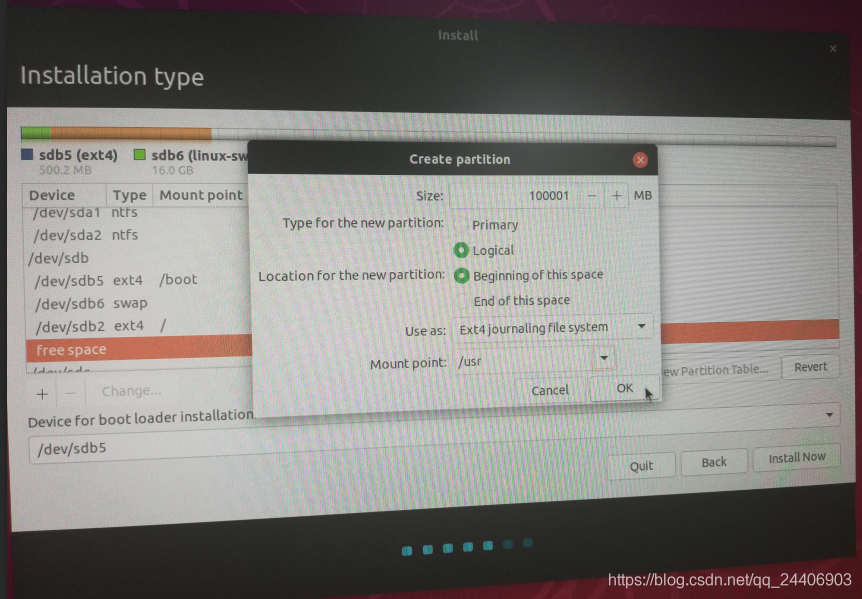 Install
×
Installation type
sdb5 (ext4) sdb6 (linux-sw
500.2 MB 16.0 GB
Device Type Mount point
/dev/sda1 ntfs
/dev/sda2 ntfs
/dev/sdb
/dev/sdb5 ext4 /boot
/dev/sdb6 swap
/dev/sdb2 ext4 /
free space
+ − Change...
ew Partition Table... Revert
Device for boot loader installation
/dev/sdb5
Quit Back Install Now
Create partition
Size: 100001 − + MB
Type for the new partition: Primary
Logical
Location for the new partition: Beginning of this space
End of this space
Use as: Ext4 journaling file system
Mount point: /usr
Cancel OK
https://blog.csdn.net/qq_24406903